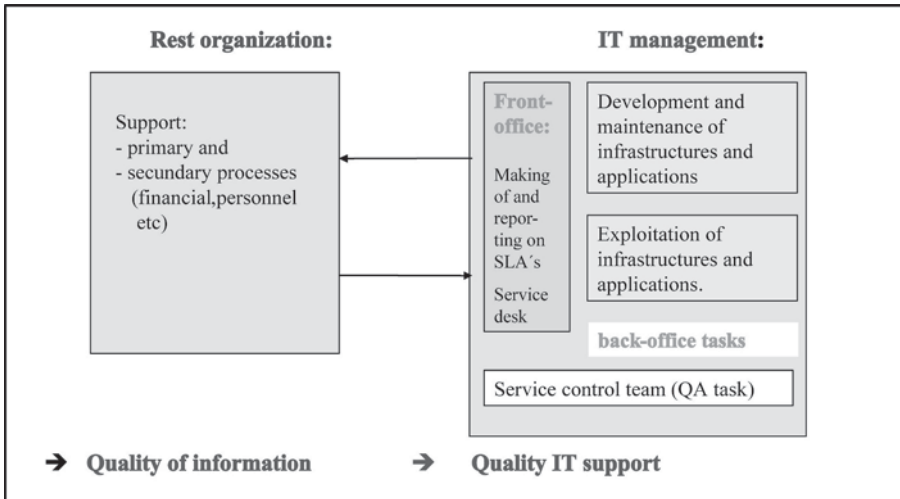 Rest organization:
IT management:
Support:
- primary and
- secundary processes
(financial,personnel
etc)
Front-
office:
Making
of and
repor-
ting on
SLA´s
Service
desk
Development and
maintenance of
infrastructures and
applications
Exploitation of
infrastructures and
applications.
back-office tasks
Service control team (QA task)
➔ Quality of information
➔ Quality IT support